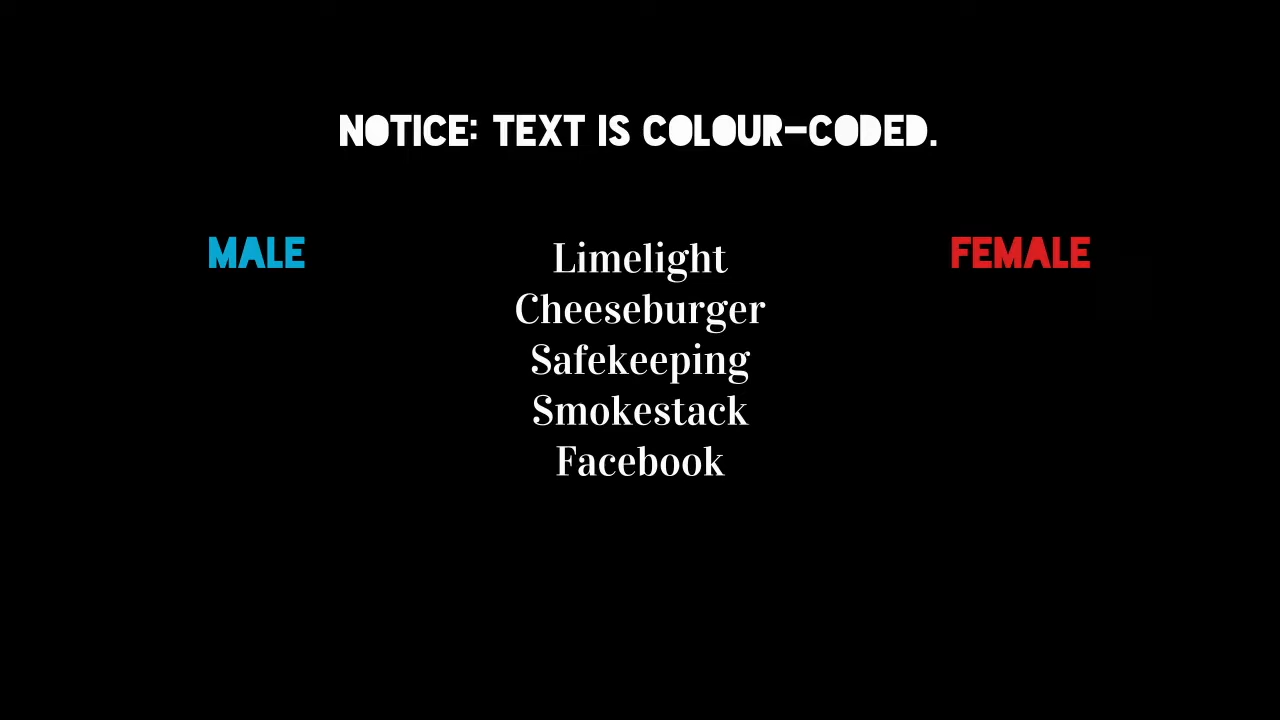 NOTICE: TEXT IS COLOUR-CODED.
MALE
Limelight
FEMALE
Cheeseburger
Safekeeping
Smokestack
Facebook